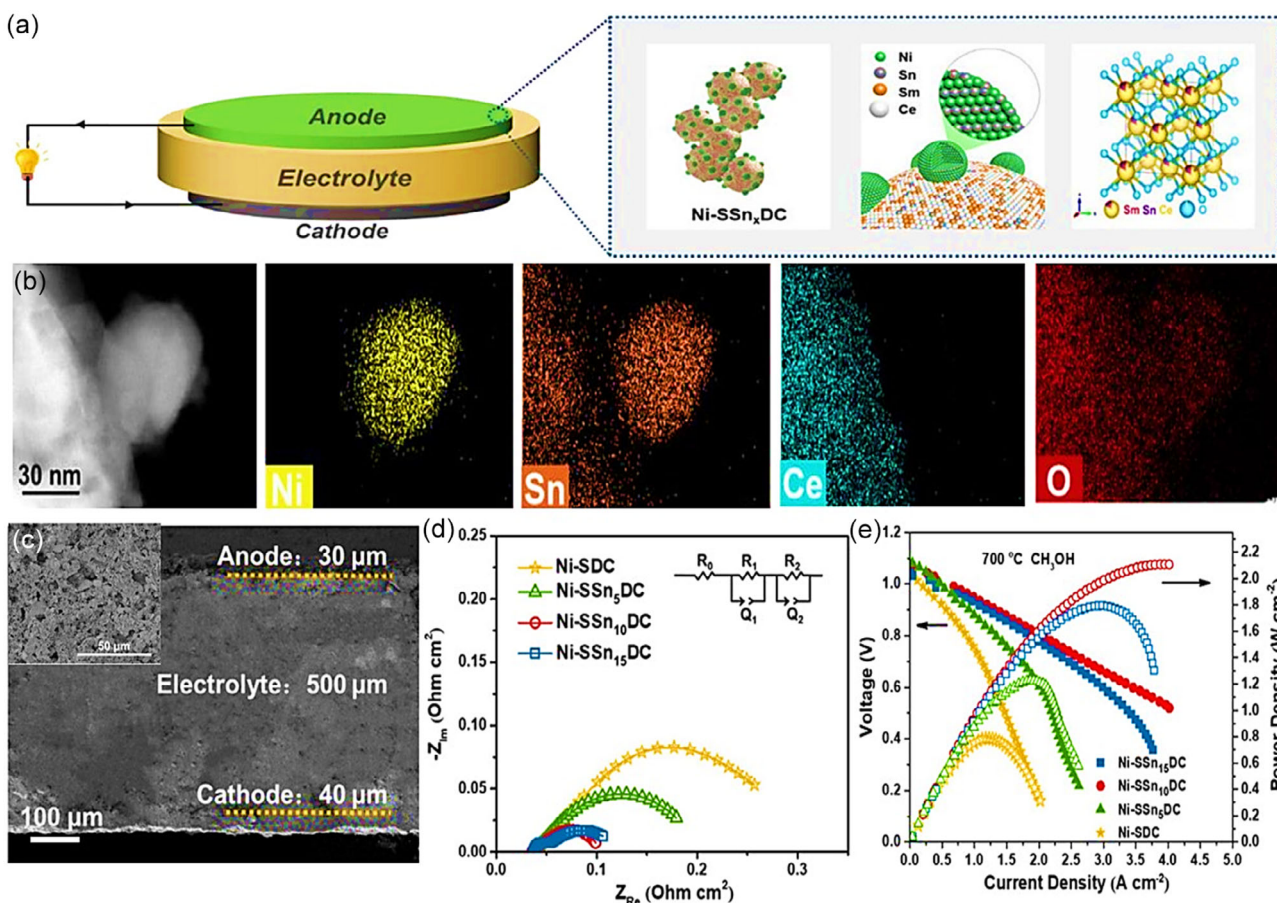 (a)
Anode
Electrolyte
Cathode
Ni-SSnₓDC
Ni
Sn
Sm
Ce
Sm Sn Ce O
(b)
30 nm
Ni
Sn
Ce
O
(c)
50 μm
Anode: 30 μm
Electrolyte: 500 μm
Cathode: 40 μm
100 μm
(d)
0.25
0.20
0.15
0.10
0.05
0.00
-Z_Im (Ohm cm²)
Ni-SDC
Ni-SSn₅DC
Ni-SSn₁₀DC
Ni-SSn₁₅DC
R₀
R₁
R₂
Q₁
Q₂
0.0
0.1
0.2
0.3
Z_Re (Ohm cm²)
(e)
1.2
1.0
0.8
0.6
0.4
0.2
0.0
Voltage (V)
700 °C CH₃OH
Ni-SSn₁₅DC
Ni-SSn₁₀DC
Ni-SSn₅DC
Ni-SDC
0.0 0.5 1.0 1.5 2.0 2.5 3.0 3.5 4.0 4.5 5.0
Current Density (A cm⁻²)
2.2
2.0
1.8
1.6
1.4
1.2
1.0
0.8
0.6
0.4
0.2
0.0
Power Density (W cm⁻²)